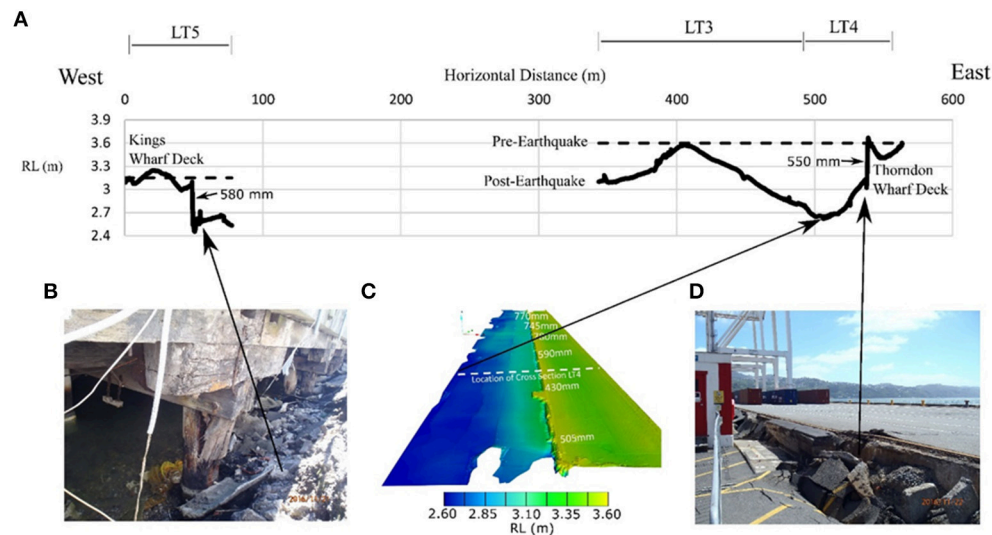 A
LT5
LT3
LT4
West
Horizontal Distance (m)
East
0
100
200
300
400
500
600
3.9
3.6
3.3
3
2.7
2.4
RL (m)
Kings
Wharf Deck
580 mm
Pre-Earthquake
Post-Earthquake
550 mm
Thorndon
Wharf Deck
B
C
D
770mm
745mm
590mm
Location of Cross Section LT4
430mm
505mm
2.60 2.85 3.10 3.35 3.60
RL (m)